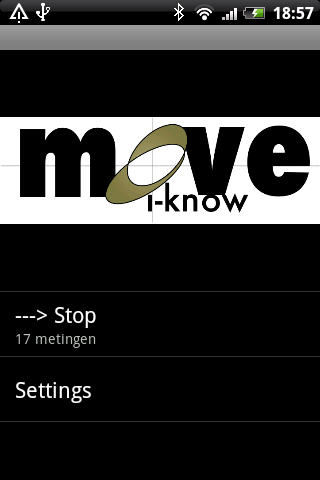 18:57
move
i-know
---> Stop
17 metingen
Settings